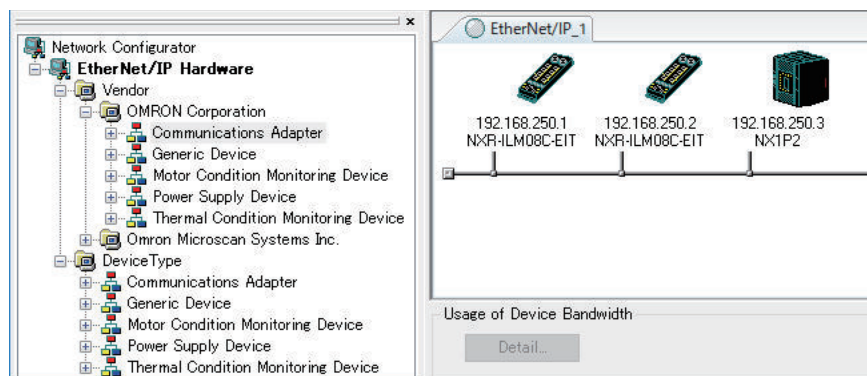 Network Configurator
EtherNet/IP Hardware
Vendor
OMRON Corporation
Communications Adapter
Generic Device
Motor Condition Monitoring Device
Power Supply Device
Thermal Condition Monitoring Device
Omron Microscan Systems Inc.
DeviceType
Communications Adapter
Generic Device
Motor Condition Monitoring Device
Power Supply Device
Thermal Condition Monitoring Device
EtherNet/IP_1
192.168.250.1 192.168.250.2 192.168.250.3
NXR-ILM08C-EIT NXR-ILM08C-EIT NX1P2
Usage of Device Bandwidth
Detail...